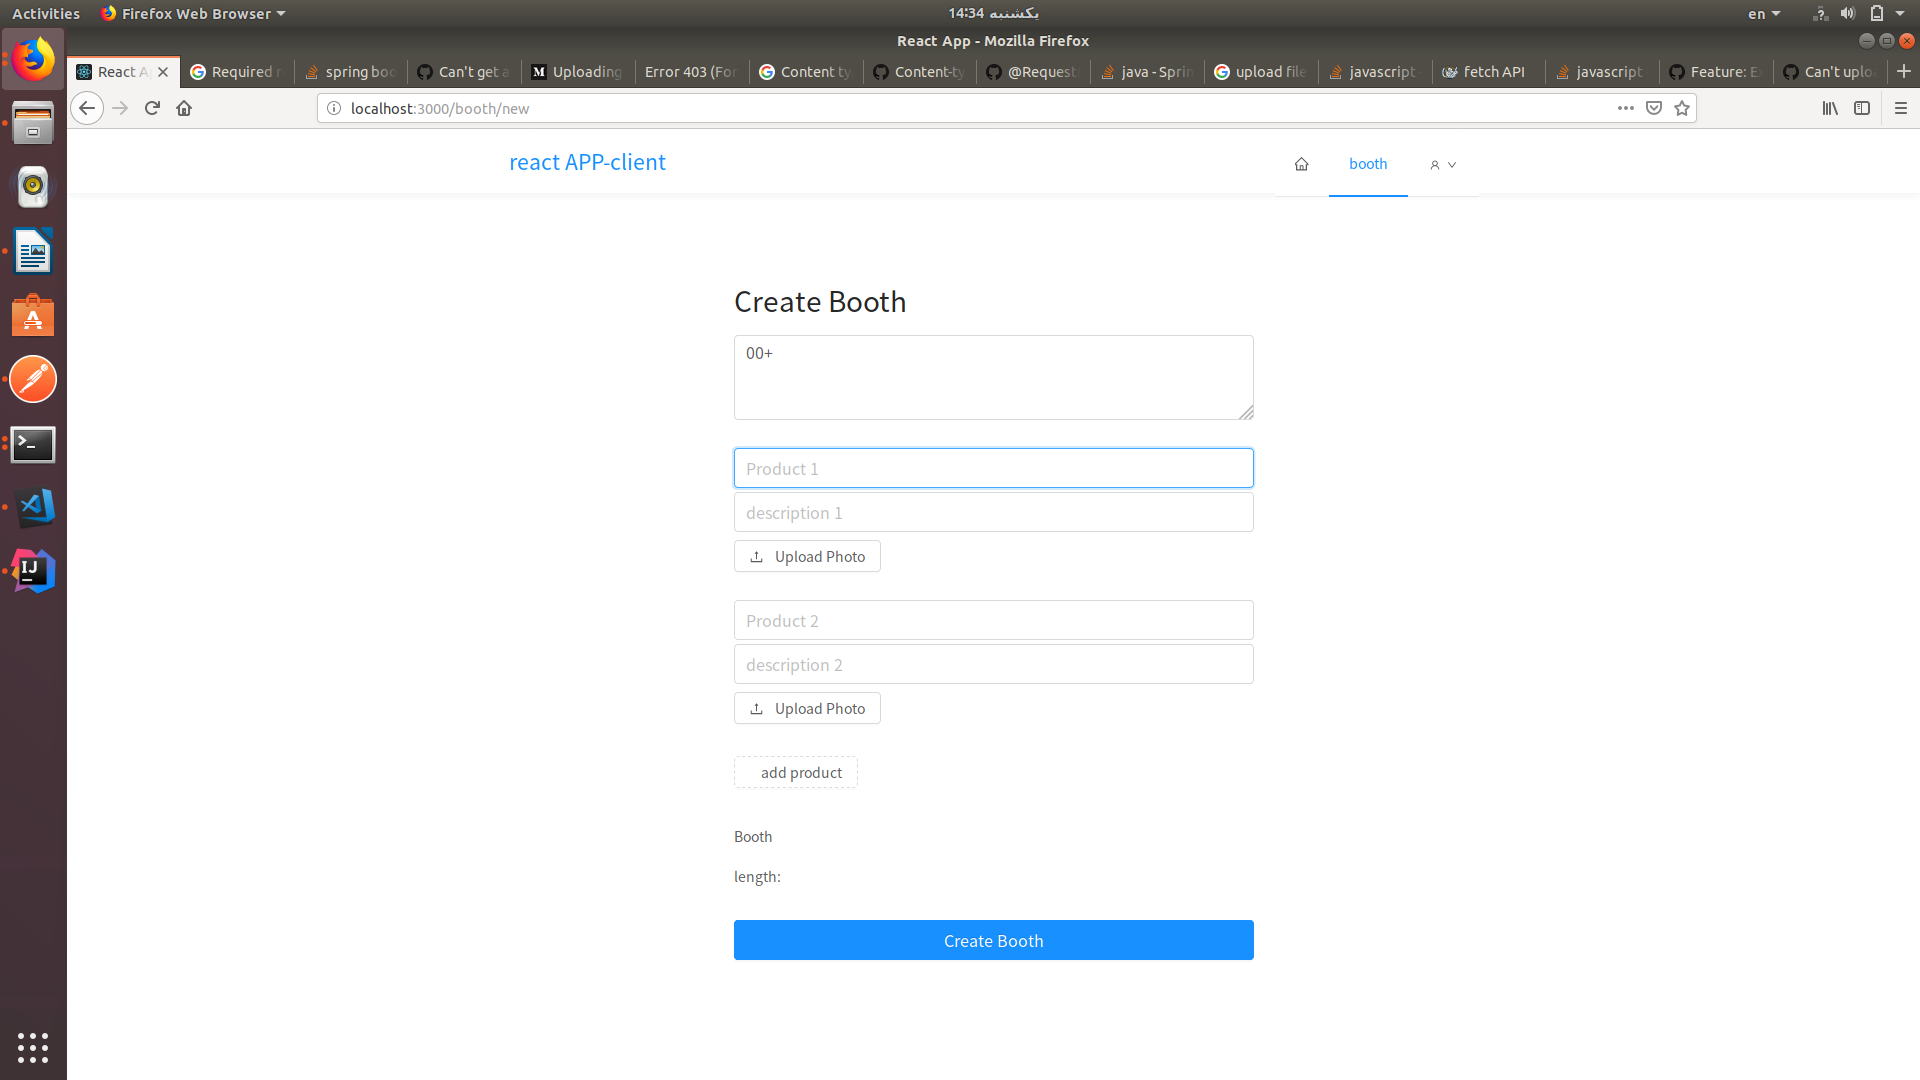 Activities Firefox Web Browser یکشنبه 14:34 en
React App - Mozilla Firefox
React A Required r spring boo Can't get a Uploading Error 403 (For Content ty Content-ty @Request java - Sprin upload file javascript - fetch API javascript Feature: E Can't uplo
localhost:3000/booth/new
react APP-client booth
Create Booth
00+
Product 1
description 1
Upload Photo
Product 2
description 2
Upload Photo
add product
Booth
length:
Create Booth